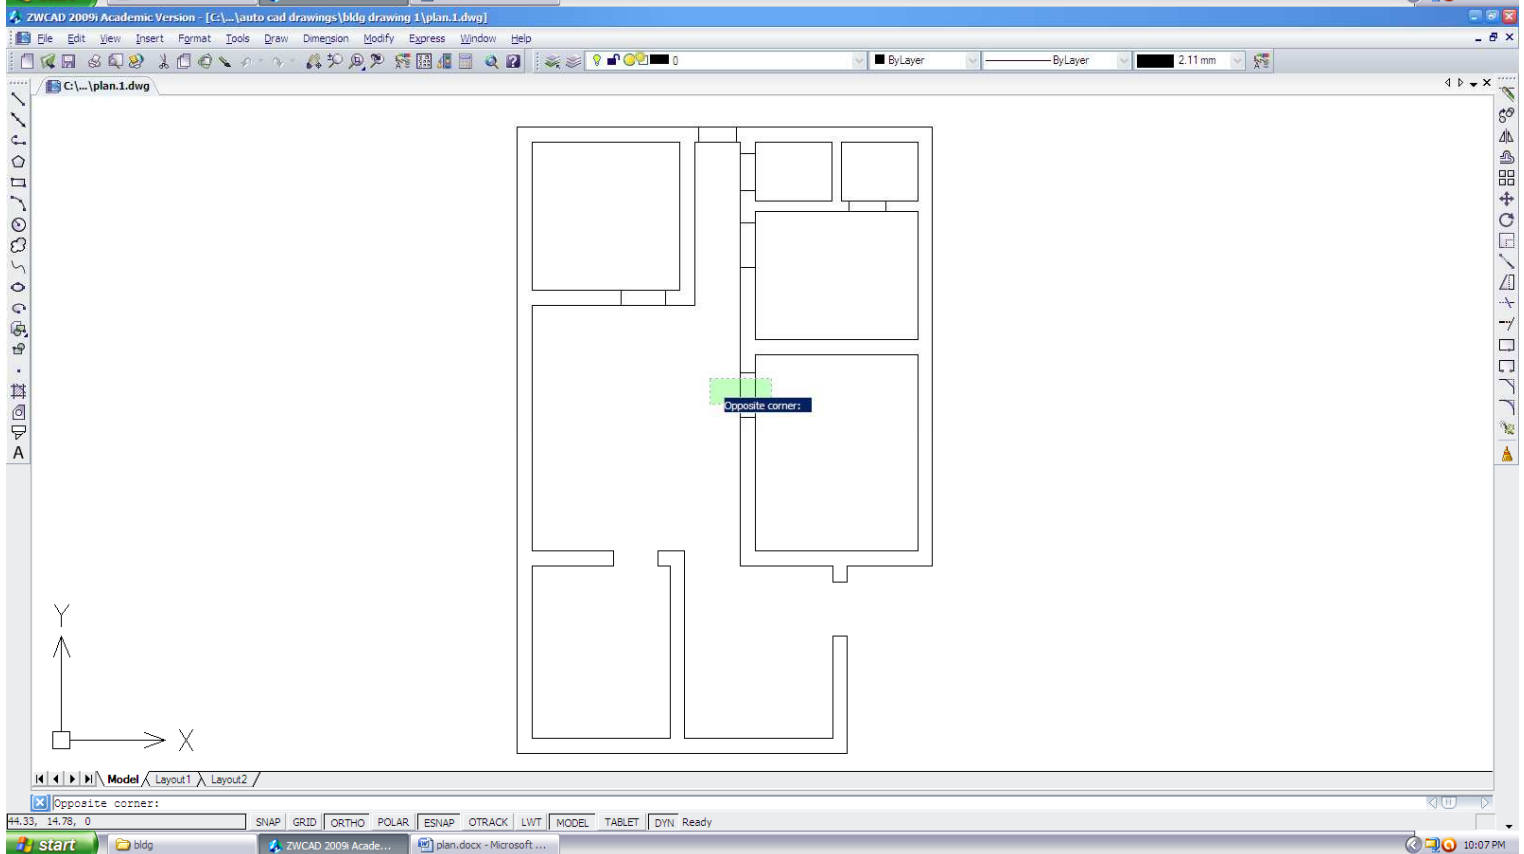 ZWCAD 2009i Academic Version - [C:\...\auto cad drawings\bldg drawing 1\plan.1.dwg]
File Edit View Insert Format Tools Draw Dimension Modify Express Window Help
0 ByLayer ByLayer 2.11 mm
C:\...\plan.1.dwg
A
Opposite corner:
Y
X
Model Layout1 Layout2
Opposite corner:
44.33, 14.78, 0 SNAP GRID ORTHO POLAR ESNAP OTRACK LWT MODEL TABLET DYN Ready
start bldg ZWCAD 2009i Acade... plan.docx - Microsoft ... 10:07 PM